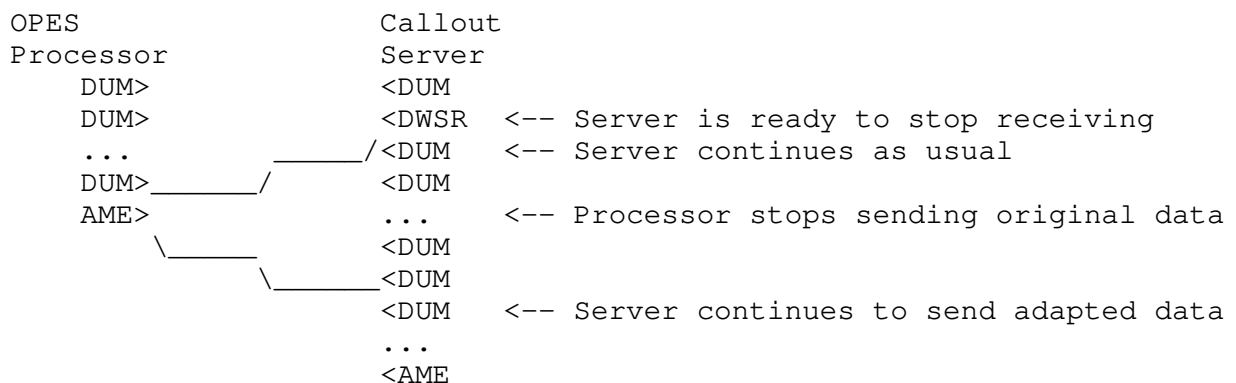 OPES                    Callout
Processor               Server
    DUM>                <DUM
    DUM>                <DWSR  <-- Server is ready to stop receiving
    ...       _____/<DUM   <-- Server continues as usual
    DUM>______/       <DUM
    AME>                ...    <-- Processor stops sending original data
        \_____          <DUM
              \______<DUM
                        <DUM   <-- Server continues to send adapted data
                        ...
                        <AME